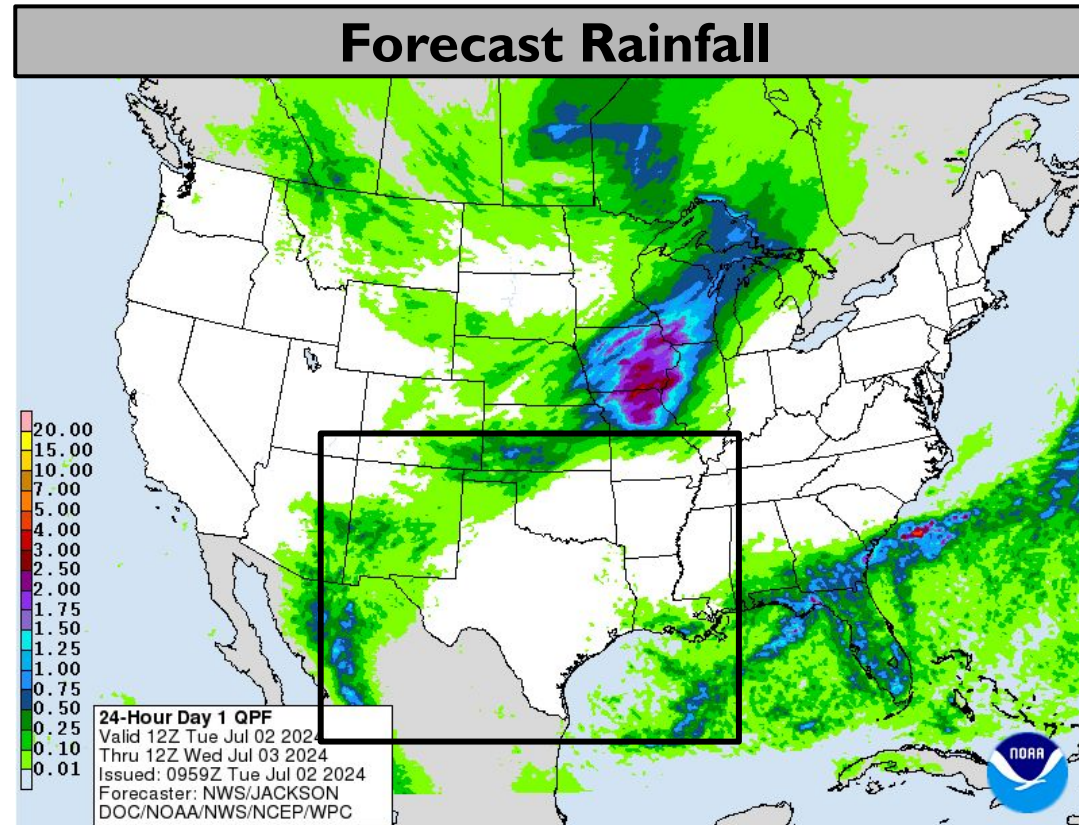 Forecast Rainfall
20.00
15.00
10.00
7.00
5.00
4.00
3.00
2.50
2.00
1.75
1.50
1.25
1.00
0.75
0.50
0.25
0.10
0.01
24-Hour Day 1 QPF
Valid 12Z Tue Jul 02 2024
Thru 12Z Wed Jul 03 2024
Issued: 0959Z Tue Jul 02 2024
Forecaster: NWS/JACKSON
DOC/NOAA/NWS/NCEP/WPC
NOAA